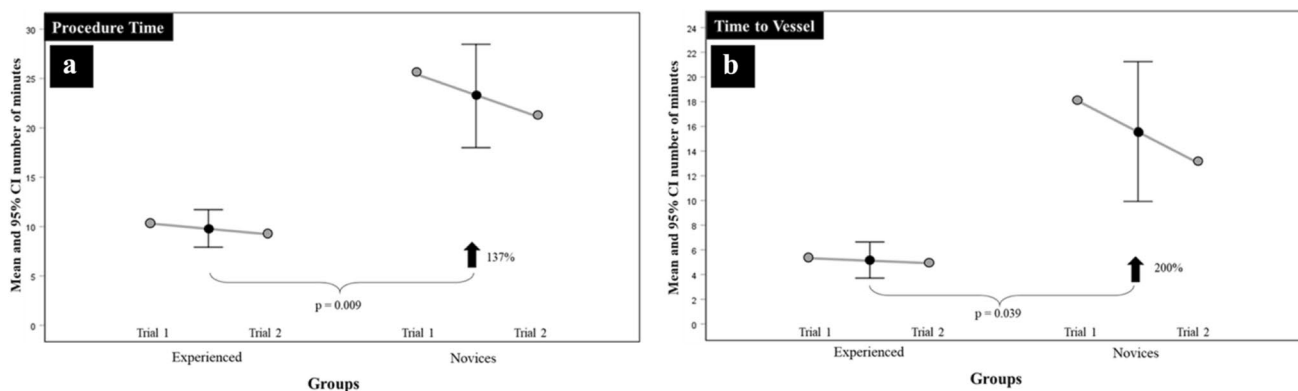 Procedure Time
a
Mean and 95% CI number of minutes
30
25
20
15
10
5
0
137%
p = 0.009
Trial 1 Trial 2 Trial 1 Trial 2
Experienced Novices
Groups
Time to Vessel
b
Mean and 95% CI number of minutes
24
22
20
18
16
14
12
10
8
6
4
2
0
200%
p = 0.039
Trial 1 Trial 2 Trial 1 Trial 2
Experienced Novices
Groups